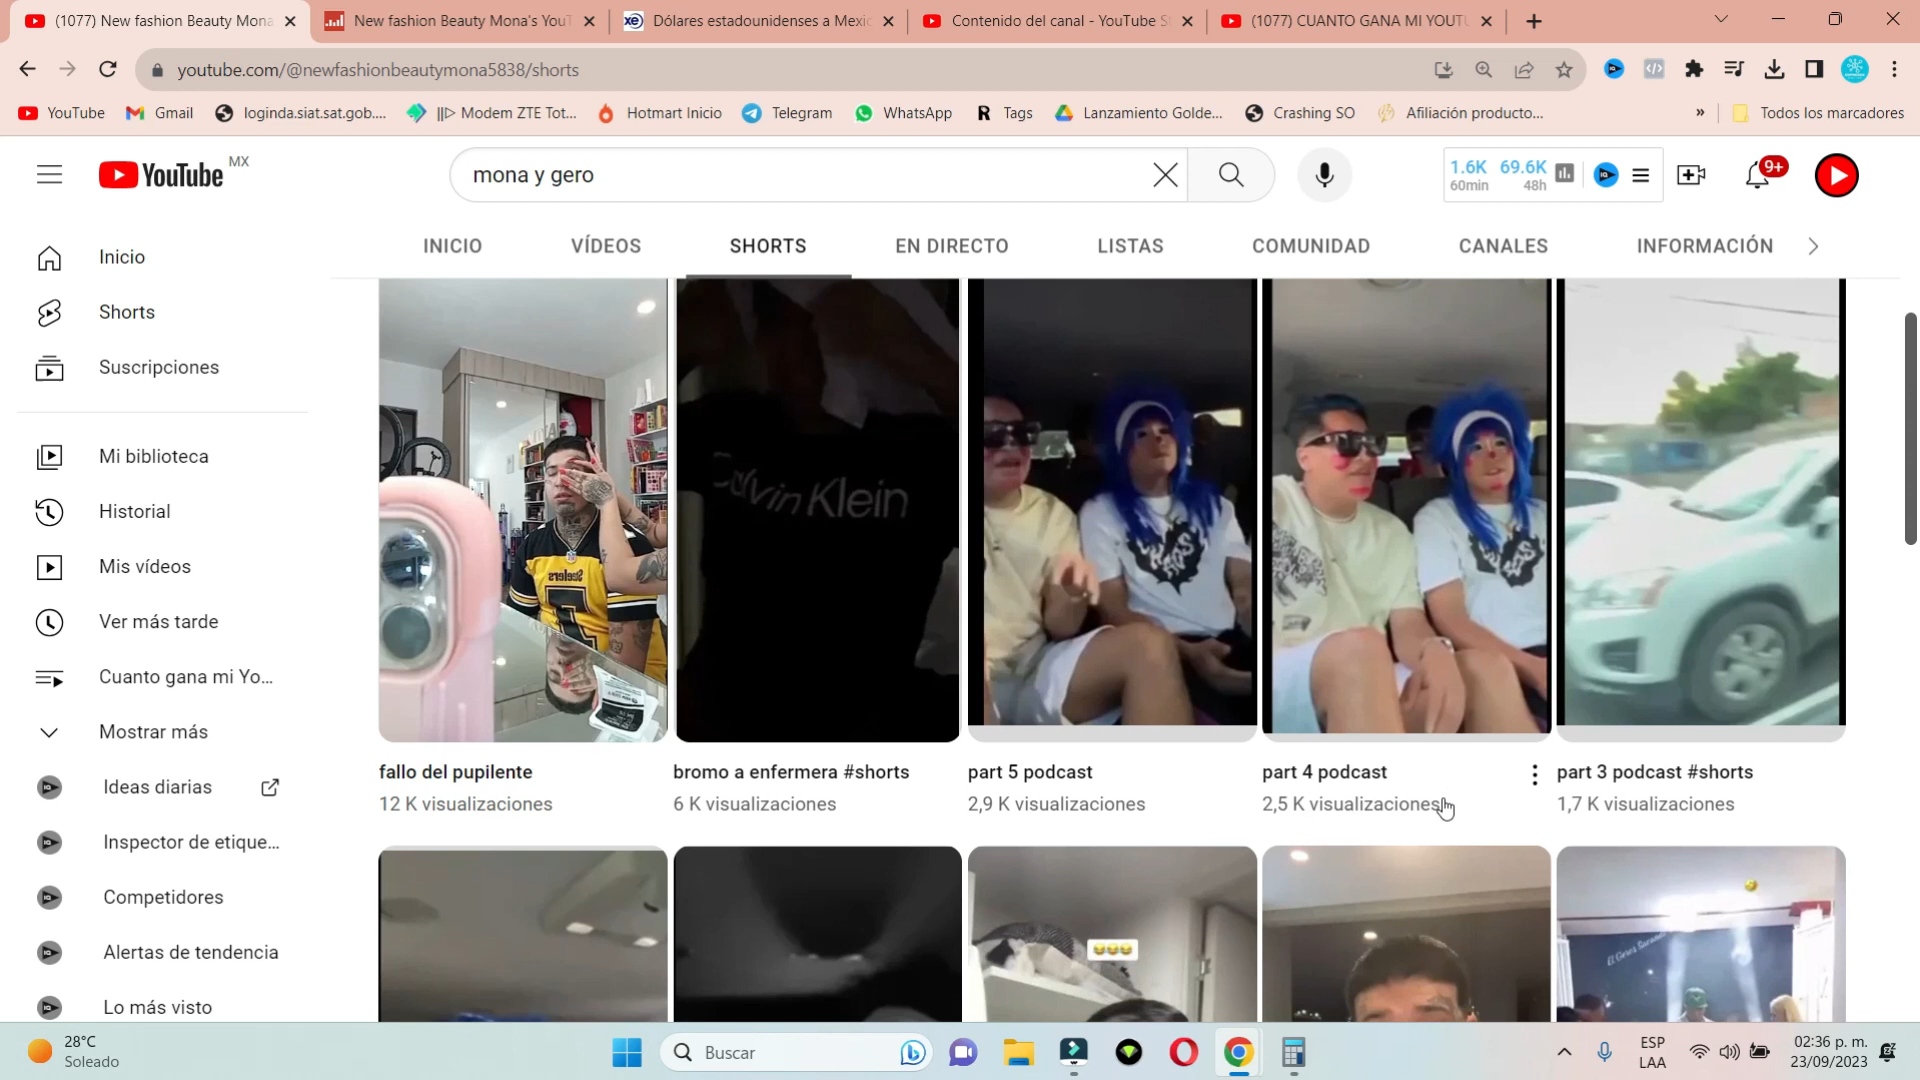 (1077) New fashion Beauty Mona
New fashion Beauty Mona's YouT
Dólares estadounidenses a Mexic
Contenido del canal - YouTube S
(1077) CUANTO GANA MI YOUTU
youtube.com/@newfashionbeautymona5838/shorts
YouTube
Gmail
loginda.siat.sat.gob....
||▷ Modem ZTE Tot...
Hotmart Inicio
Telegram
WhatsApp
Tags
Lanzamiento Golde...
Crashing SO
Afiliación producto...
»
Todos los marcadores
YouTube MX
mona y gero
1.6K 69.6K
60min 48h
9+
INICIO
VÍDEOS
SHORTS
EN DIRECTO
LISTAS
COMUNIDAD
CANALES
INFORMACIÓN
Inicio
Shorts
Suscripciones
Mi biblioteca
Historial
Mis vídeos
Ver más tarde
Cuanto gana mi Yo...
Mostrar más
Ideas diarias
Inspector de etique...
Competidores
Alertas de tendencia
Lo más visto
Steelers
Calvin Klein
fallo del pupilente
12 K visualizaciones
bromo a enfermera #shorts
6 K visualizaciones
part 5 podcast
2,9 K visualizaciones
part 4 podcast
2,5 K visualizaciones
part 3 podcast #shorts
1,7 K visualizaciones
28°C
Soleado
Buscar
ESP
LAA
02:36 p. m.
23/09/2023